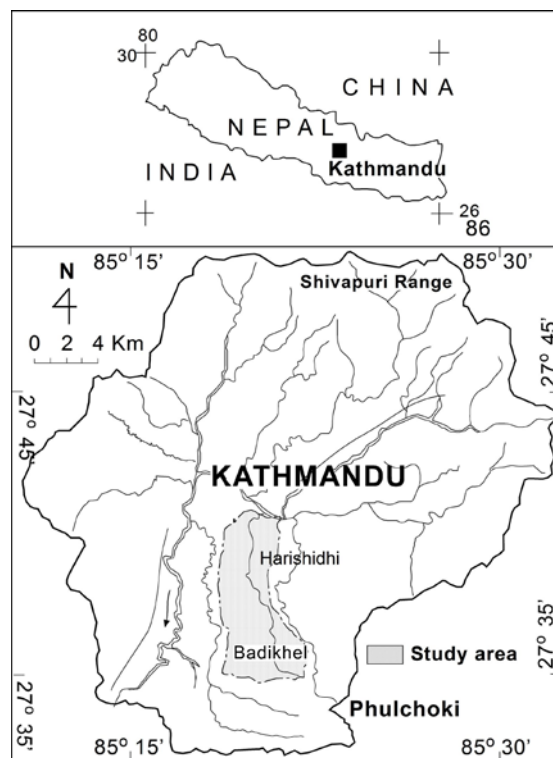 80
30
CHINA
NEPAL
INDIA
Kathmandu
26
86
85° 15'
85° 30'
N
Shivapuri Range
0 2 4 Km
27° 45'
27° 45'
KATHMANDU
Harishidhi
27° 35'
Badikhel
Study area
Phulchoki
27° 35'
85° 15'
85° 30'